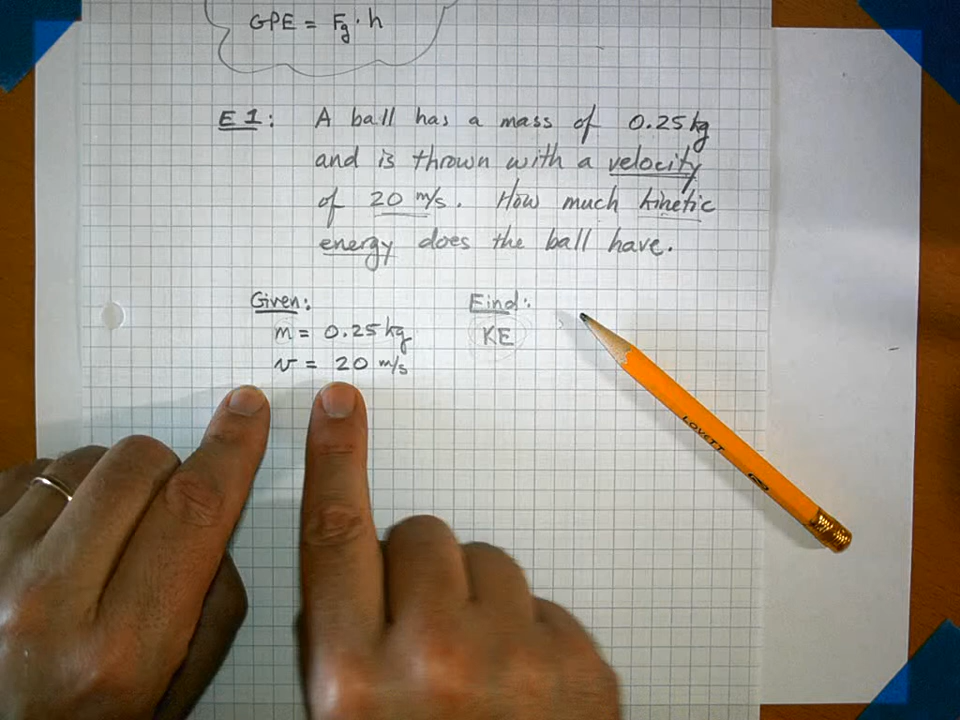 GPE = Fg · h
E1: A ball has a mass of 0.25 kg
and is thrown with a velocity
of 20 m/s. How much kinetic
energy does the ball have.
Given: Find:
m = 0.25 kg KE
v = 20 m/s
LOVETT 2